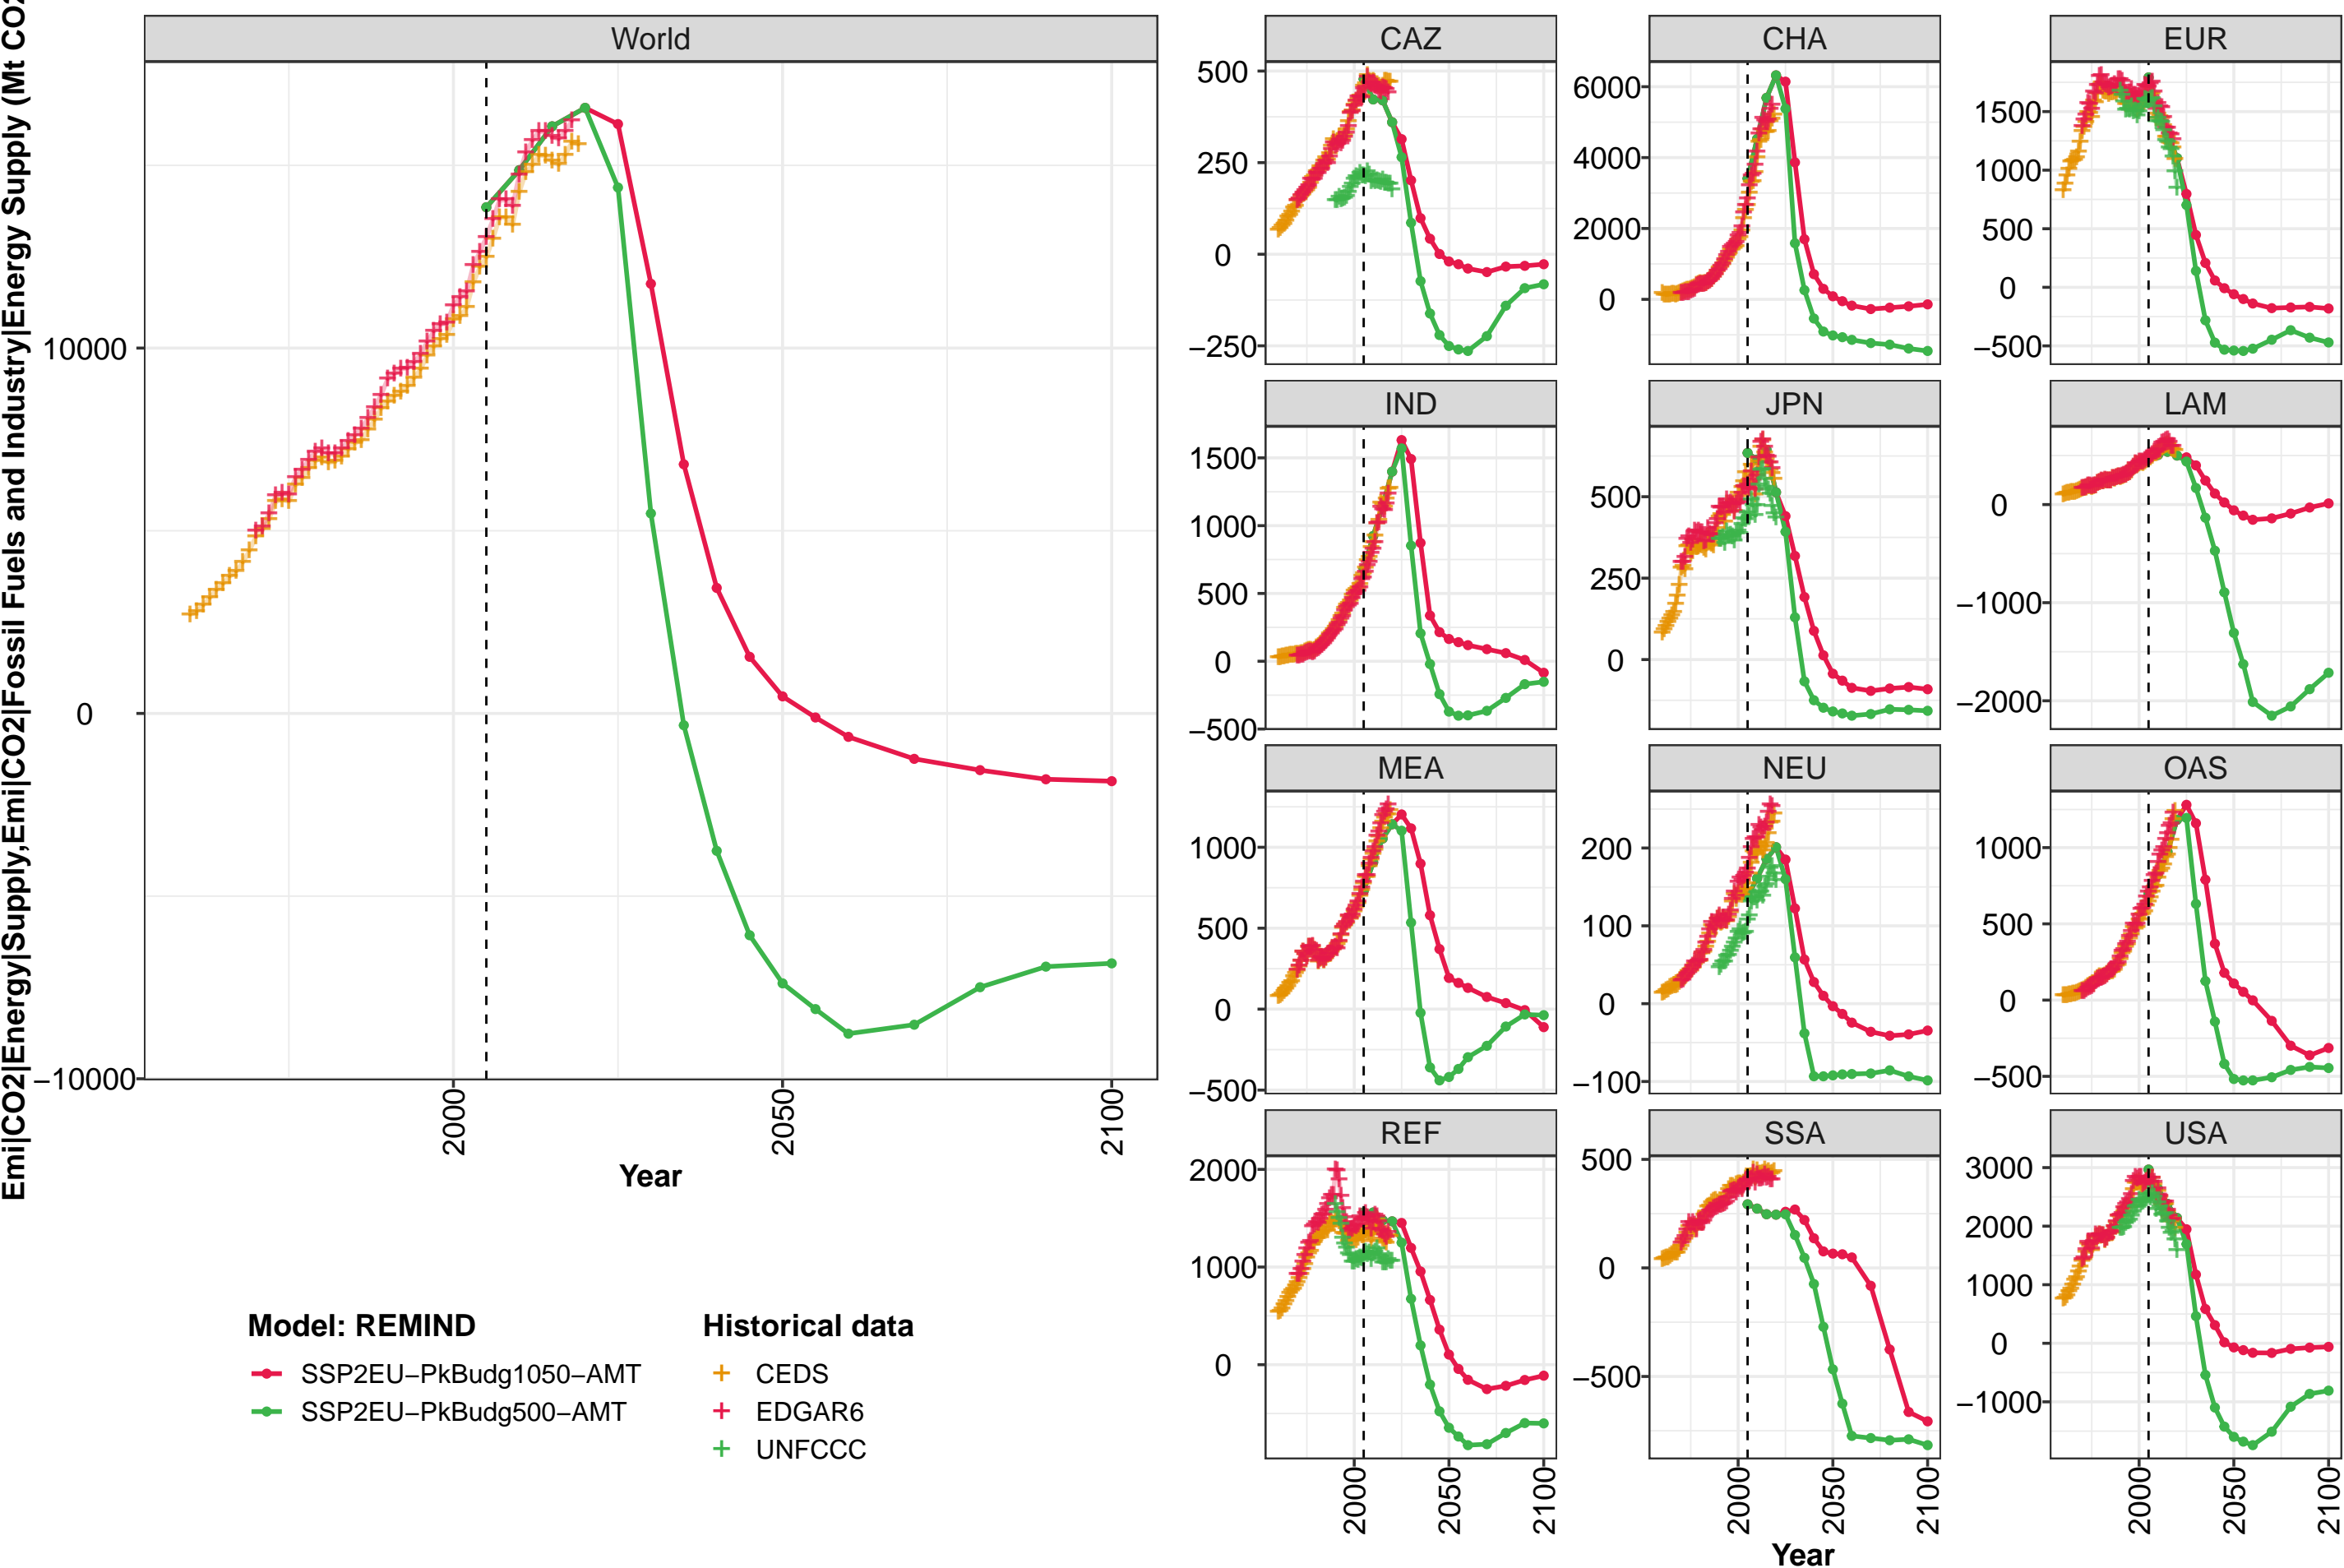 Emi|CO2|Energy|Supply,Emi|CO2|Fossil Fuels and Industry|Energy Supply (Mt CO2
World
10000
0
−10000
2000
2050
2100
Year
CAZ
500
250
0
−250
CHA
6000
4000
2000
0
EUR
1500
1000
500
0
−500
IND
1500
1000
500
0
−500
JPN
500
250
0
LAM
0
−1000
−2000
MEA
1000
500
0
−500
NEU
200
100
0
−100
OAS
1000
500
0
−500
REF
2000
1000
0
SSA
500
0
−500
USA
3000
2000
1000
0
−1000
2000
2050
2100
2000
2050
2100
2000
2050
2100
Year
Model: REMIND
SSP2EU−PkBudg1050−AMT
SSP2EU−PkBudg500−AMT
Historical data
CEDS
EDGAR6
UNFCCC